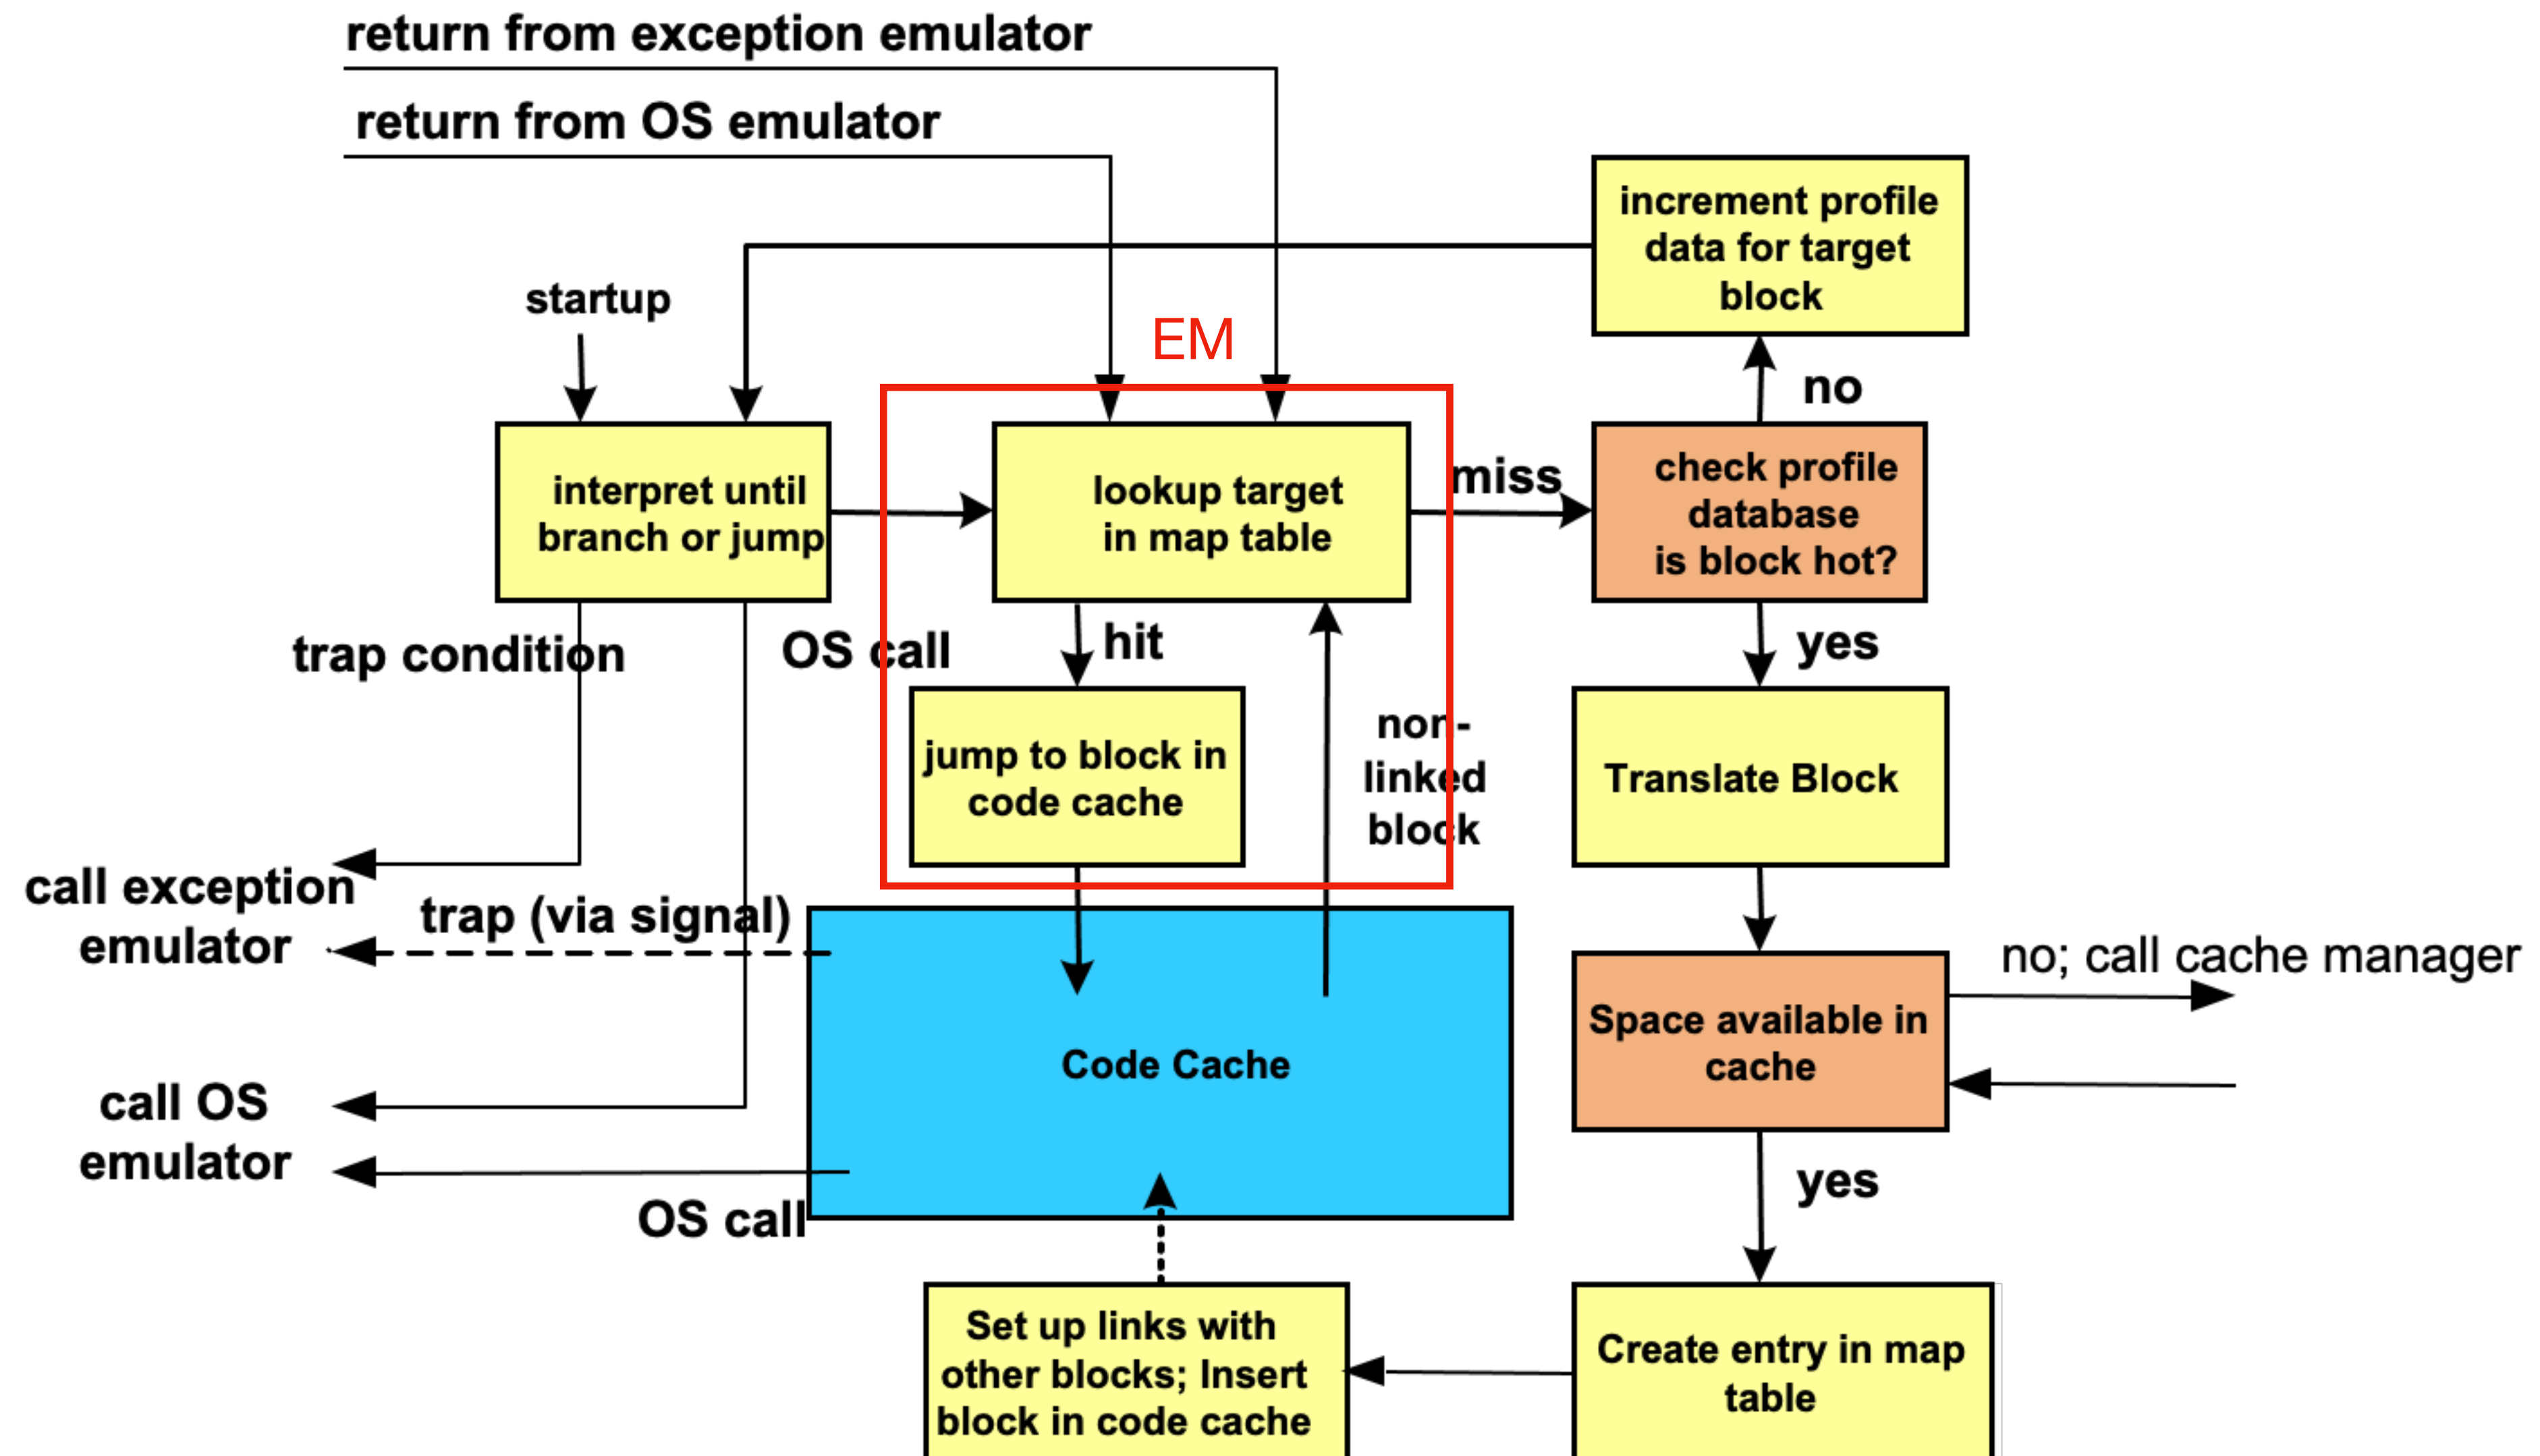 return from exception emulator
return from OS emulator
increment profile
data for target
block
startup
EM
no
interpret until
branch or jump
lookup target
in map table
miss
check profile
database
is block hot?
trap condition
OS call
hit
yes
non-
linked
block
jump to block in
code cache
Translate Block
call exception
emulator
trap (via signal)
no; call cache manager
Space available in
cache
Code Cache
call OS
emulator
OS call
yes
Set up links with
other blocks; Insert
block in code cache
Create entry in map
table